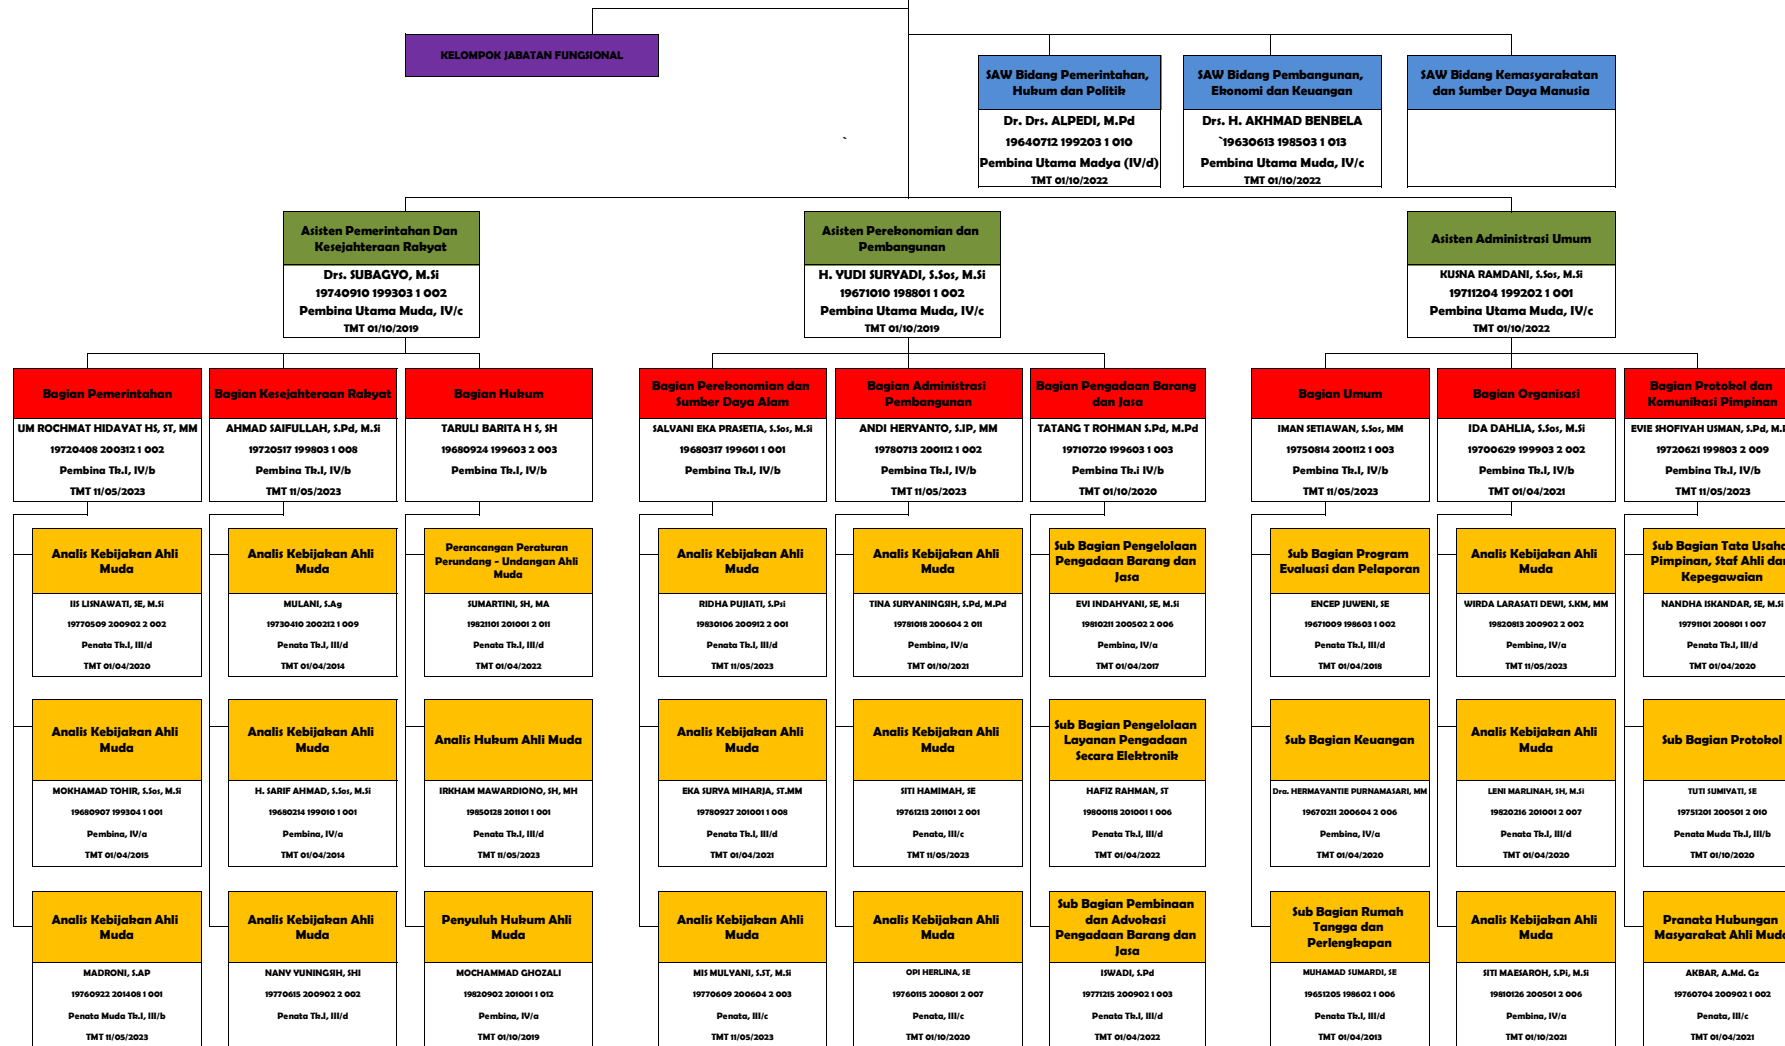 KELOMPOK JABATAN FUNGSIONAL
SAW Bidang Pemerintahan,
Hukum dan Politik
Dr. Drs. ALPEDI, M.Pd
19640712 199203 1 010
Pembina Utama Madya (IV/d)
TMT 01/10/2022
SAW Bidang Pembangunan,
Ekonomi dan Keuangan
Drs. H. AKHMAD BENBELA
`19630613 198503 1 013
Pembina Utama Muda, IV/c
TMT 01/10/2022
SAW Bidang Kemasyarakatan
dan Sumber Daya Manusia
`
Asisten Pemerintahan Dan
Kesejahteraan Rakyat
Drs. SUBAGYO, M.Si
19740910 199303 1 002
Pembina Utama Muda, IV/c
TMT 01/10/2019
Asisten Perekonomian dan
Pembangunan
H. YUDI SURYADI, S.Sos, M.Si
19671010 198801 1 002
Pembina Utama Muda, IV/c
TMT 01/10/2019
Asisten Administrasi Umum
KUSNA RAMDANI, S.Sos, M.Si
19711204 199202 1 001
Pembina Utama Muda, IV/c
TMT 01/10/2022
Bagian Pemerintahan
UM ROCHMAT HIDAYAT HS, ST, MM
19720408 200312 1 002
Pembina Tk.I, IV/b
TMT 11/05/2023
Bagian Kesejahteraan Rakyat
AHMAD SAIFULLAH, S.Pd, M.Si
19720517 199803 1 008
Pembina Tk.I, IV/b
TMT 11/05/2023
Bagian Hukum
TARULI BARITA H S, SH
19680924 199603 2 003
Pembina Tk.I, IV/b
Bagian Perekonomian dan
Sumber Daya Alam
SALVANI EKA PRASETIA, S.Sos, M.Si
19680317 199601 1 001
Pembina Tk.I, IV/b
Bagian Administrasi
Pembangunan
ANDI HERYANTO, S.IP, MM
19780713 200112 1 002
Pembina Tk.I, IV/b
TMT 11/05/2023
Bagian Pengadaan Barang
dan Jasa
TATANG T ROHMAN S.Pd, M.Pd
19710720 199603 1 003
Pembina Tk.i IV/b
TMT 01/10/2020
Bagian Umum
IMAN SETIAWAN, S.Sos, MM
19750814 200112 1 003
Pembina Tk.I, IV/b
TMT 11/05/2023
Bagian Organisasi
IDA DAHLIA, S.Sos, M.Si
19700629 199903 2 002
Pembina Tk.I, IV/b
TMT 01/04/2021
Bagian Protokol dan
Komunikasi Pimpinan
EVIE SHOFIYAH USMAN, S.Pd,
19720621 199803 2 009
Pembina Tk.I, IV/b
TMT 11/05/2023
Analis Kebijakan Ahli
Muda
IIS LISNAWATI, SE, M.Si
19770509 200902 2 002
Penata Tk.I, III/d
TMT 01/04/2020
Analis Kebijakan Ahli
Muda
MULANI, S.Ag
19730410 200212 1 009
Penata Tk.I, III/d
TMT 01/04/2014
Perancangan Peraturan
Perundang - Undangan Ahli
Muda
SUMARTINI, SH, MA
19821101 201001 2 011
Penata Tk.I, III/d
TMT 01/04/2022
Analis Kebijakan Ahli
Muda
RIDHA PUJIATI, S.Psi
19830106 200912 2 001
Penata Tk.I, III/d
TMT 11/05/2023
Analis Kebijakan Ahli
Muda
TINA SURYANINGSIH, S.Pd, M.Pd
19781018 200604 2 011
Pembina, IV/a
TMT 01/10/2021
Sub Bagian Pengelolaan
Pengadaan Barang dan
Jasa
EVI INDAHYANI, SE, M.Si
19810211 200502 2 006
Pembina, IV/a
TMT 01/04/2017
Sub Bagian Program
Evaluasi dan Pelaporan
ENCEP JUWENI, SE
19671009 198603 1 002
Penata Tk.I, III/d
TMT 01/04/2018
Analis Kebijakan Ahli
Muda
WIRDA LARASATI DEWI, S.KM, MM
19820813 200902 2 002
Pembina, IV/a
TMT 11/05/2023
Sub Bagian Tata Usaha
Pimpinan, Staf Ahli dan
Kepegawaian
NANDHA ISKANDAR, SE, M.Si
19791101 200801 1 007
Penata Tk.I, III/d
TMT 01/04/2020
Analis Kebijakan Ahli
Muda
MOKHAMAD TOHIR, S.Sos, M.Si
19680907 199304 1 001
Pembina, IV/a
TMT 01/04/2015
Analis Kebijakan Ahli
Muda
H. SARIF AHMAD, S.Sos, M.Si
19680214 199010 1 001
Pembina, IV/a
TMT 01/04/2014
Analis Hukum Ahli Muda
IRKHAM MAWARDIONO, SH, MH
19850128 201101 1 001
Penata Tk.I, III/d
TMT 11/05/2023
Analis Kebijakan Ahli
Muda
EKA SURYA MIHARJA, ST.MM
19780927 201001 1 008
Penata Tk.I, III/d
TMT 01/04/2021
Analis Kebijakan Ahli
Muda
SITI HAMIMAH, SE
19761213 201101 2 001
Penata, III/c
TMT 11/05/2023
Sub Bagian Pengelolaan
Layanan Pengadaan
Secara Elektronik
HAFIZ RAHMAN, ST
19800118 201001 1 006
Penata Tk.I, III/d
TMT 01/04/2022
Sub Bagian Keuangan
Dra. HERMAYANTIE PURNAMASARI, MM
19670211 200604 2 006
Pembina, IV/a
TMT 01/04/2020
Analis Kebijakan Ahli
Muda
LENI MARLINAH, SH, M.Si
19820216 201001 2 007
Penata Tk.I, III/d
TMT 01/04/2020
Sub Bagian Protokol
TUTI SUMIYATI, SE
19751201 200501 2 010
Penata Muda Tk.I, III/b
TMT 01/10/2020
Analis Kebijakan Ahli
Muda
MADRONI, S.AP
19760922 201408 1 001
Penata Muda Tk.I, III/b
TMT 11/05/2023
Analis Kebijakan Ahli
Muda
NANY YUNINGSIH, SHI
19770615 200902 2 002
Penata Tk.I, III/d
Penyuluh Hukum Ahli
Muda
MOCHAMMAD GHOZALI
19820902 201001 1 012
Pembina, IV/a
TMT 01/10/2019
Analis Kebijakan Ahli
Muda
MIS MULYANI, S.ST, M.Si
19770609 200604 2 003
Penata, III/c
TMT 11/05/2023
Analis Kebijakan Ahli
Muda
OPI HERLINA, SE
19760115 200801 2 007
Penata, III/c
TMT 01/10/2020
Sub Bagian Pembinaan
dan Advokasi
Pengadaan Barang dan
Jasa
ISWADI, S.Pd
19771215 200902 1 003
Penata Tk.I, III/d
TMT 01/04/2022
Sub Bagian Rumah
Tangga dan
Perlengkapan
MUHAMAD SUMARDI, SE
19651205 198602 1 006
Penata Tk.I, III/d
TMT 01/04/2013
Analis Kebijakan Ahli
Muda
SITI MAESAROH, S.Pi, M.Si
19810126 200501 2 006
Pembina, IV/a
TMT 01/10/2021
Pranata Hubungan
Masyarakat Ahli Muda
AKBAR, A.Md. Gz
19760704 200902 1 002
Penata, III/c
TMT 01/04/2021